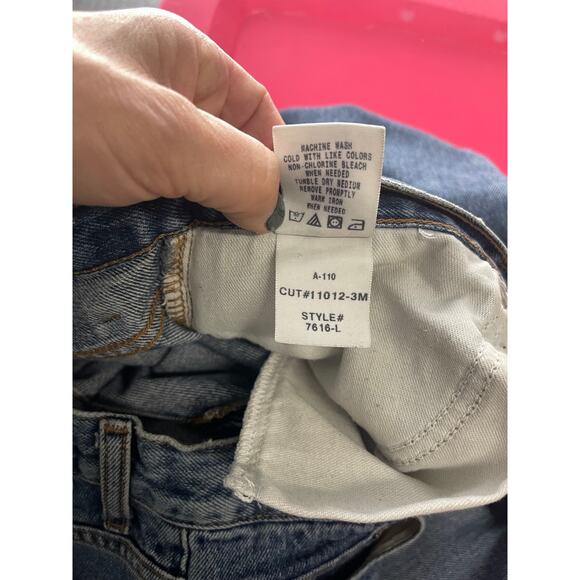 MACHINE WASH
COLD WITH LIKE COLORS
NON-CHLORINE BLEACH
WHEN NEEDED
TUMBLE DRY MEDIUM
REMOVE PROMPTLY
WARM IRON
WHEN NEEDED
A-110
CUT#11012-3M
STYLE#
7616-L